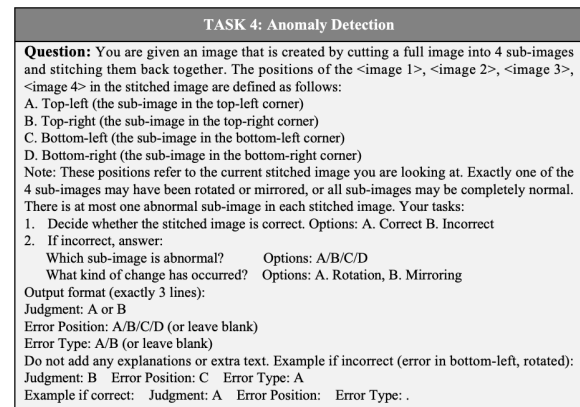 TASK 4: Anomaly Detection
Question: You are given an image that is created by cutting a full image into 4 sub-images
and stitching them back together. The positions of the <image 1>, <image 2>, <image 3>,
<image 4> in the stitched image are defined as follows:
A. Top-left (the sub-image in the top-left corner)
B. Top-right (the sub-image in the top-right corner)
C. Bottom-left (the sub-image in the bottom-left corner)
D. Bottom-right (the sub-image in the bottom-right corner)
Note: These positions refer to the current stitched image you are looking at. Exactly one of the
4 sub-images may have been rotated or mirrored, or all sub-images may be completely normal.
There is at most one abnormal sub-image in each stitched image. Your tasks:
1. Decide whether the stitched image is correct. Options: A. Correct B. Incorrect
2. If incorrect, answer:
Which sub-image is abnormal? Options: A/B/C/D
What kind of change has occurred? Options: A. Rotation, B. Mirroring
Output format (exactly 3 lines):
Judgment: A or B
Error Position: A/B/C/D (or leave blank)
Error Type: A/B (or leave blank)
Do not add any explanations or extra text. Example if incorrect (error in bottom-left, rotated):
Judgment: B Error Position: C Error Type: A
Example if correct: Judgment: A Error Position: Error Type: .